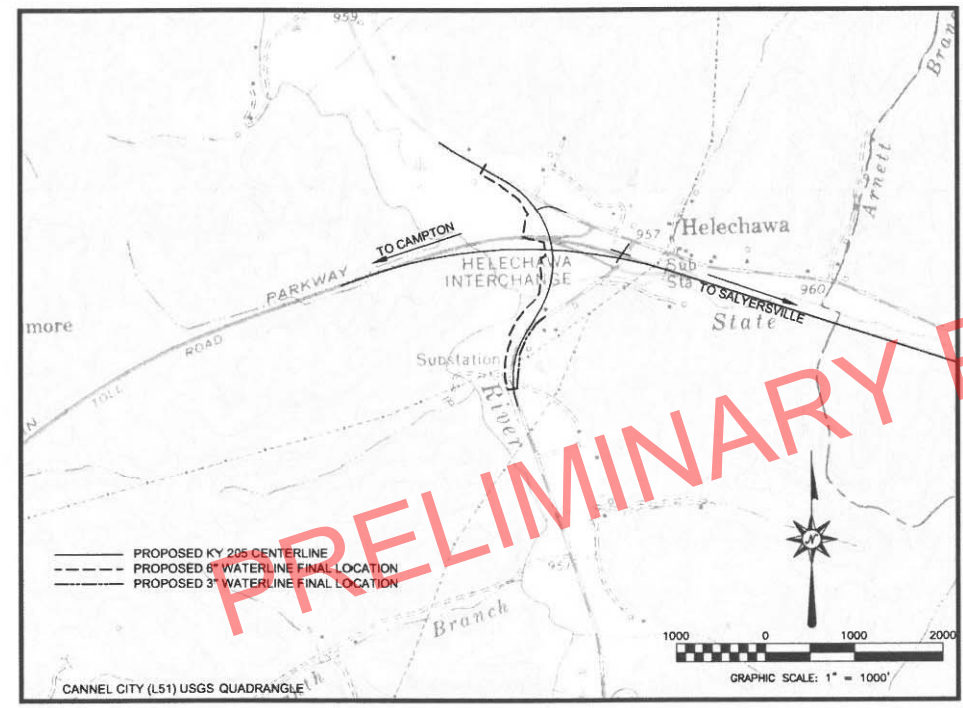 959
Bran
Arnett
957
Helechawa
TO CAMPTON
HELECHAWA
INTERCHANGE
Sub
Sta
960
PARKWAY
TO SALYERSVILLE
State
more
ROAD
Substation
TOLL
N
River
PRELIMINARY
PROPOSED KY 205 CENTERLINE
PROPOSED 6" WATERLINE FINAL LOCATION
PROPOSED 3" WATERLINE FINAL LOCATION
N
957
Branch
1000 0 1000 2000
GRAPHIC SCALE: 1" = 1000'
CANNEL CITY (L51) USGS QUADRANGLE